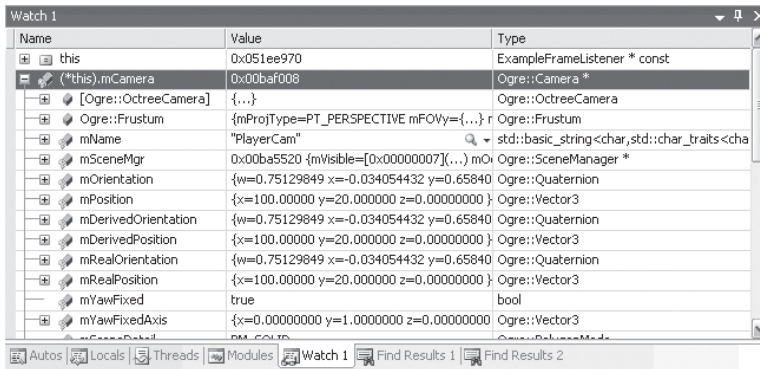 Watch 1
Name Value Type
this 0x051ee970 ExampleFrameListener * const
(*this).mCamera 0x00baf008 Ogre::Camera *
[Ogre::OctreeCamera] {...} Ogre::OctreeCamera
Ogre::Frustum {mProjType=PT_PERSPECTIVE mFOVy={...} Ogre::Frustum
mName "PlayerCam" std::basic_string<char,std::char_traits<cha
mSceneMgr 0x00ba5520 {mVisible=[0x00000007](...) Ogre::SceneManager *
mOrientation {w=0.75129849 x=-0.034054432 y=0.65840 Ogre::Quaternion
mPosition {x=100.00000 y=20.000000 z=0.00000000 } Ogre::Vector3
mDerivedOrientation {w=0.75129849 x=-0.034054432 y=0.65840 Ogre::Quaternion
mDerivedPosition {x=100.00000 y=20.000000 z=0.00000000 } Ogre::Vector3
mRealOrientation {w=0.75129849 x=-0.034054432 y=0.65840 Ogre::Quaternion
mRealPosition {x=100.00000 y=20.000000 z=0.00000000 } Ogre::Vector3
mYawFixed true bool
mYawFixedAxis {x=0.00000000 y=1.0000000 z=0.00000000 Ogre::Vector3
Autos Locals Threads Modules Watch 1 Find Results 1 Find Results 2